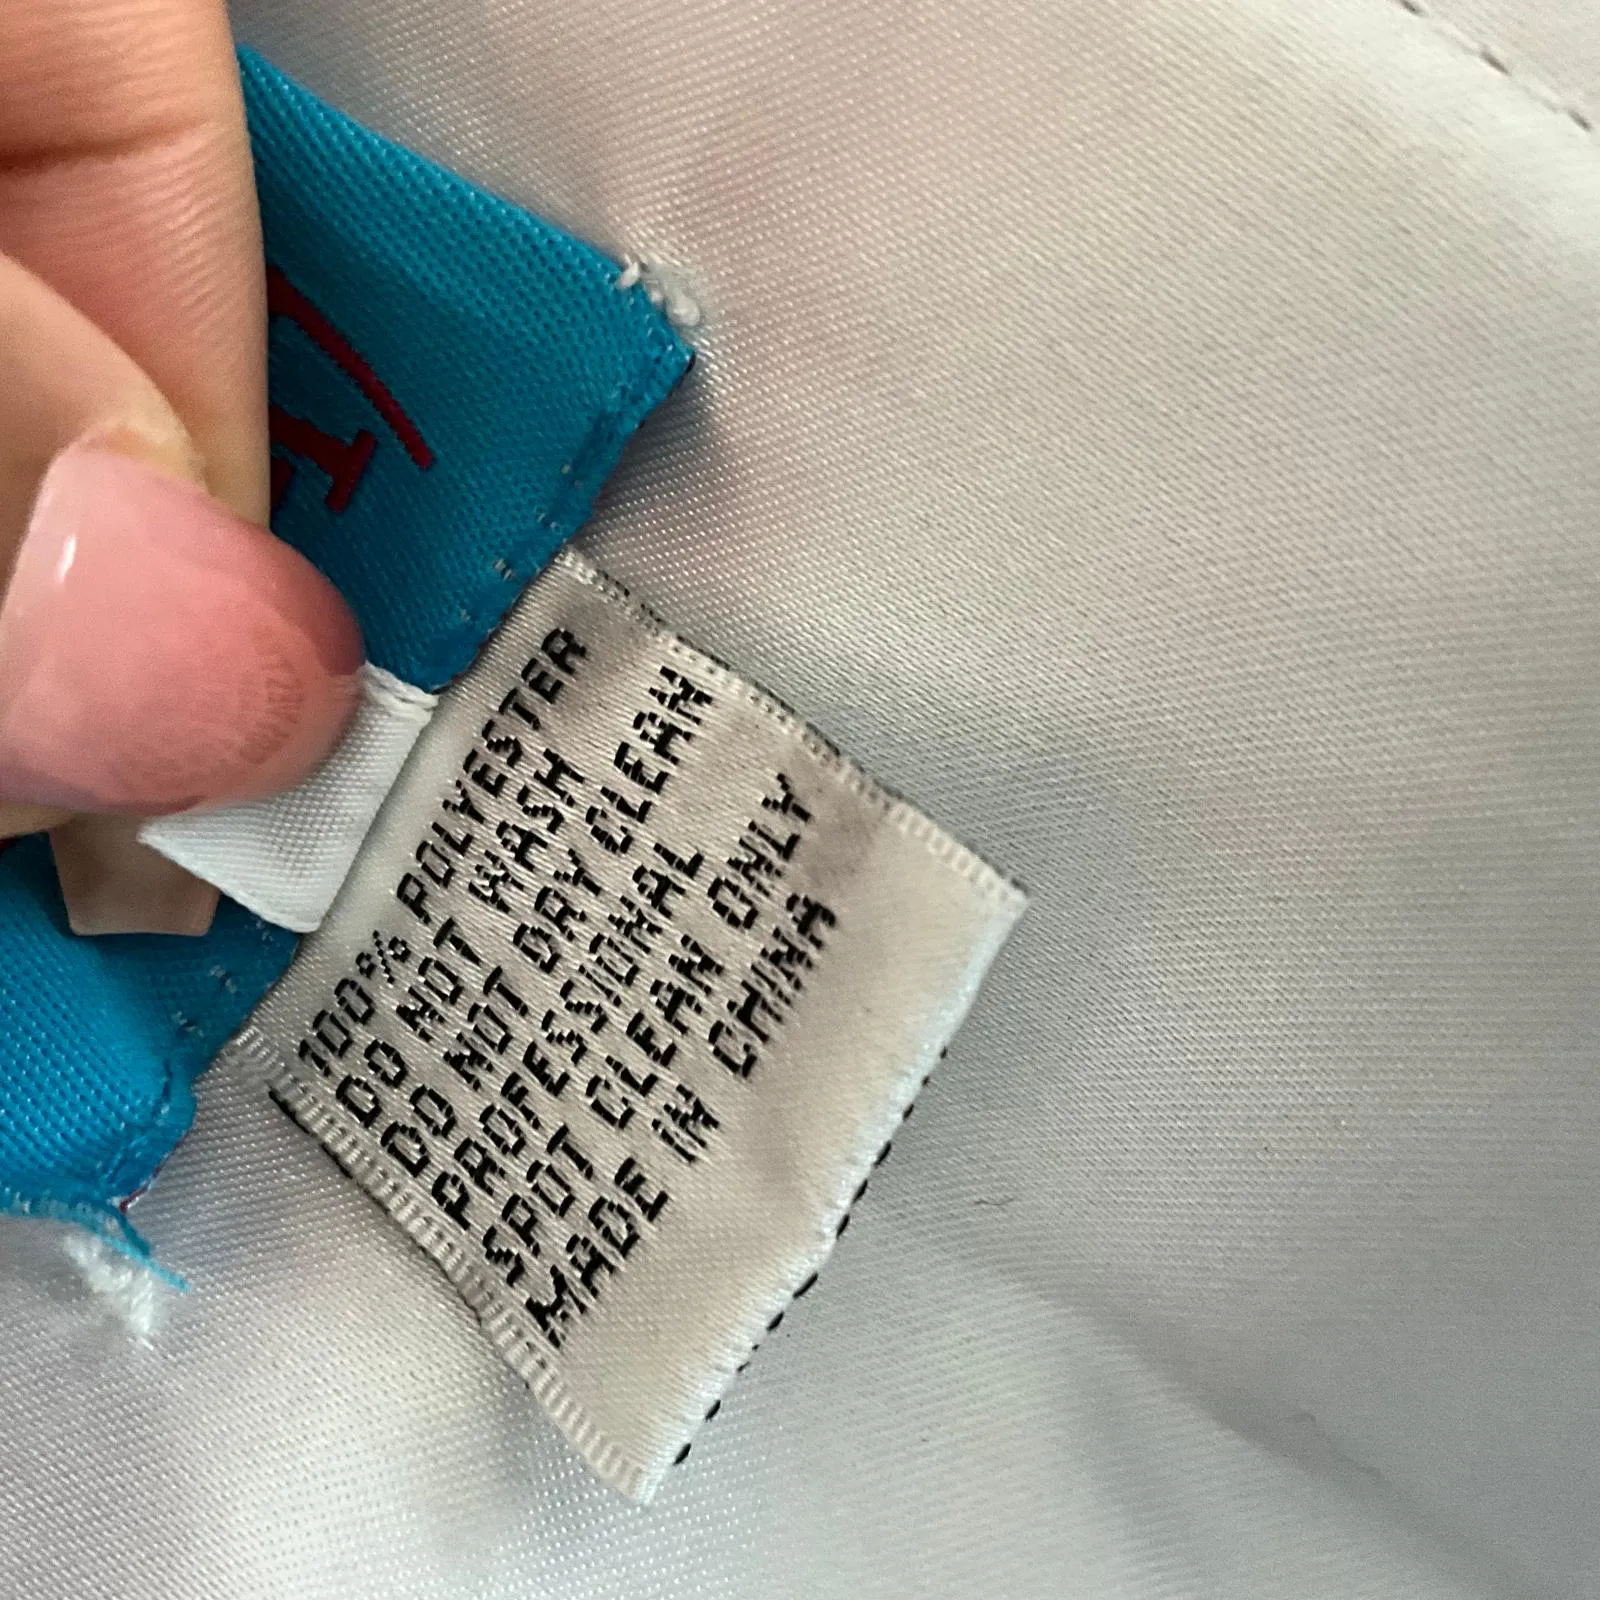 100% POLYESTER
DO NOT WASH
DO NOT DRY CLEAN
PROFESSIONAL
SPOT CLEAN ONLY
MADE IN CHINA